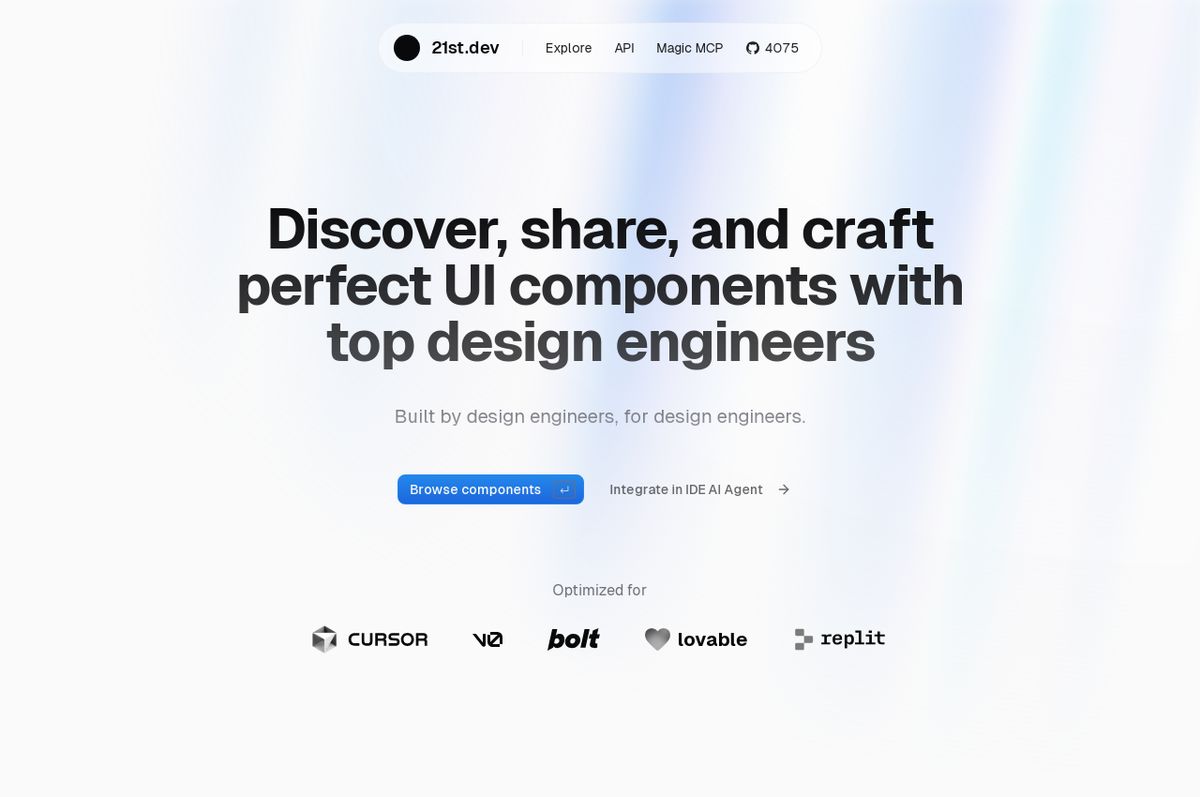 21st.dev Explore API Magic MCP 4075
Discover, share, and craft
perfect UI components with
top design engineers
Built by design engineers, for design engineers.
Browse components ↵ Integrate in IDE AI Agent →
Optimized for
CURSOR v0 bolt lovable replit